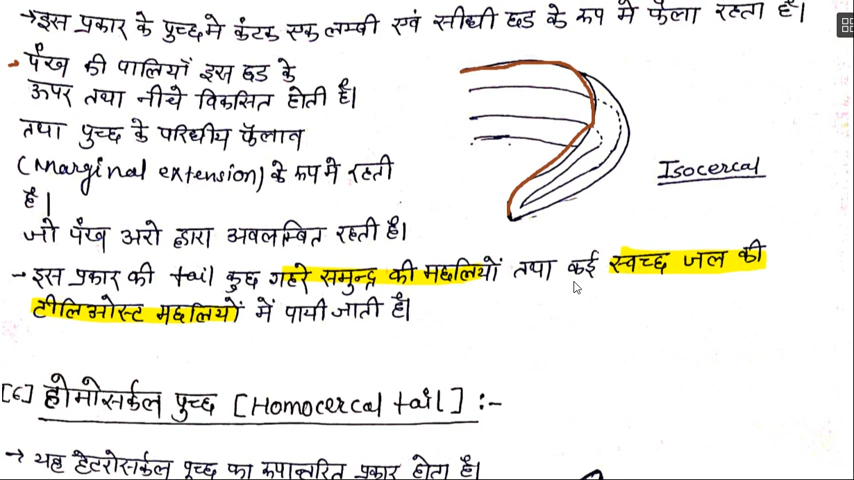 →इस प्रकार के पुच्छ मे कंटक एक लम्बी एवं सीधी छड के रूप मे फैला रहता है।
→ पंख की पालियाँ इस छड के
ऊपर तथा नीचे विकसित होती है।
तथा पुच्छ के परिधीय फैलाव
(Marginal extension) के रूप मे रहती
है।
जो पंख अरो द्वारा अवलम्बित रहती है।
Isocercal
→ इस प्रकार की tail कुछ गहरे समुन्द्र की मछलियों तथा कई स्वच्छ जल की
टीलिओस्ट मछलियों में पायी जाती है।
[6] होमोसर्कल पुच्छ [Homocercal tail] :-
→ यह हेटरोसर्कल पुच्छ का रूपान्तरित प्रकार होता है।